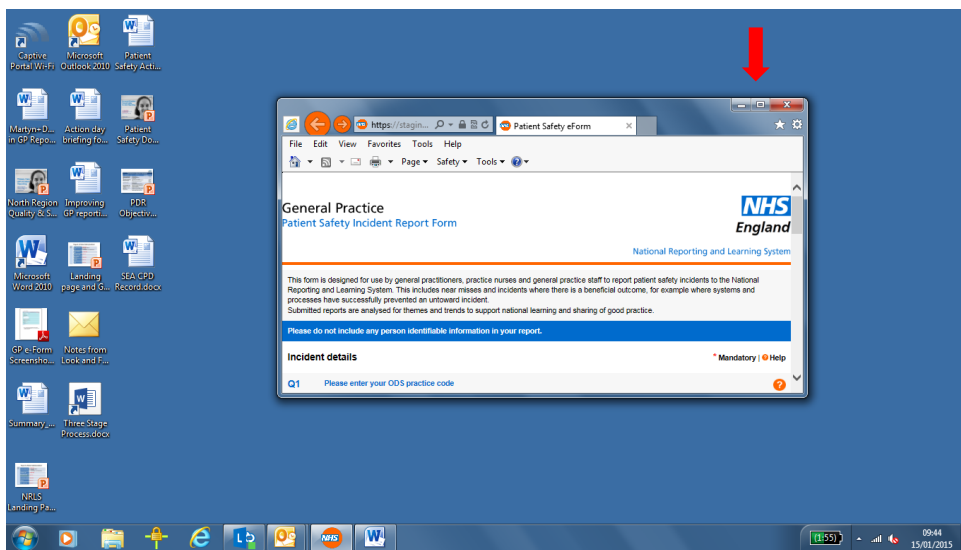 Captive
Portal Wi-Fi
Microsoft
Outlook 2010
Patient
Safety Acti...
Martyn+D...
in GP Repo...
Action day
briefing fo...
Patient
Safety Do...
North Region
Quality & S...
Improving
GP reporti...
PDR
Objectiv...
Microsoft
Word 2010
Landing
page and G...
SEA CPD
Record.docx
GP e-Form
Screensho...
Notes from
Look and F...
Summary_...
Three Stage
Process.docx
NRLS
Landing Pa...
https://stagin...
Patient Safety eForm
File Edit View Favorites Tools Help
Page Safety Tools
General Practice
Patient Safety Incident Report Form
NHS
England
National Reporting and Learning System
This form is designed for use by general practitioners, practice nurses and general practice staff to report patient safety incidents to the National
Reporting and Learning System. This includes near misses and incidents where there is a beneficial outcome, for example where systems and
processes have successfully prevented an untoward incident.
Submitted reports are analysed for themes and trends to support national learning and sharing of good practice.
Please do not include any person identifiable information in your report.
Incident details
* Mandatory | Help
Q1 Please enter your ODS practice code
NHS
(1:55)
09:44
15/01/2015